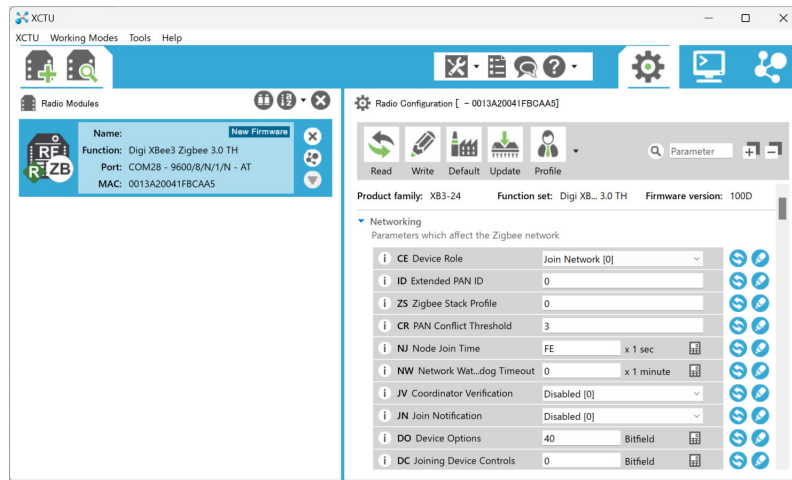 XCTU
XCTU Working Modes Tools Help
Radio Modules
Name: New Firmware
Function: Digi XBee3 Zigbee 3.0 TH
Port: COM28 - 9600/8/N/1/N - AT
MAC: 0013A20041FBCAA5
RF
R ZB
Radio Configuration [ - 0013A20041FBCAA5]
Read Write Default Update Profile
Parameter
Product family: XB3-24 Function set: Digi XB... 3.0 TH Firmware version: 100D
Networking
Parameters which affect the Zigbee network
i CE Device Role Join Network [0]
i ID Extended PAN ID 0
i ZS Zigbee Stack Profile 0
i CR PAN Conflict Threshold 3
i NJ Node Join Time FE x 1 sec
i NW Network Wat...dog Timeout 0 x 1 minute
i JV Coordinator Verification Disabled [0]
i JN Join Notification Disabled [0]
i DO Device Options 40 Bitfield
i DC Joining Device Controls 0 Bitfield